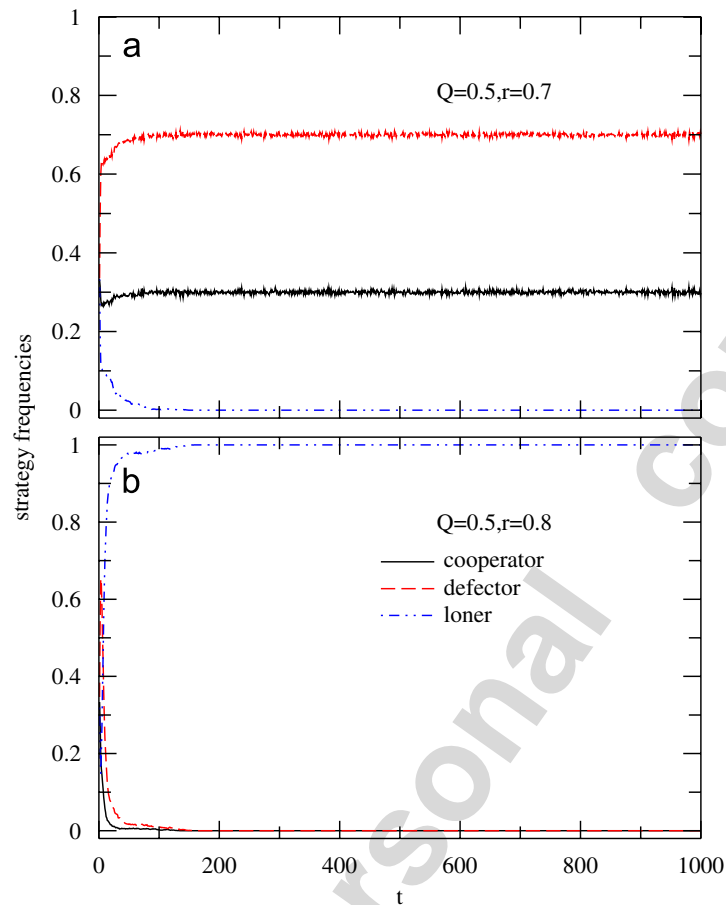 a
Q=0.5,r=0.7
1
0.8
0.6
0.4
0.2
0
strategy frequencies
b
Q=0.5,r=0.8
cooperator
defector
loner
1
0.8
0.6
0.4
0.2
0
0 200 400 600 800 1000
t
rsonal